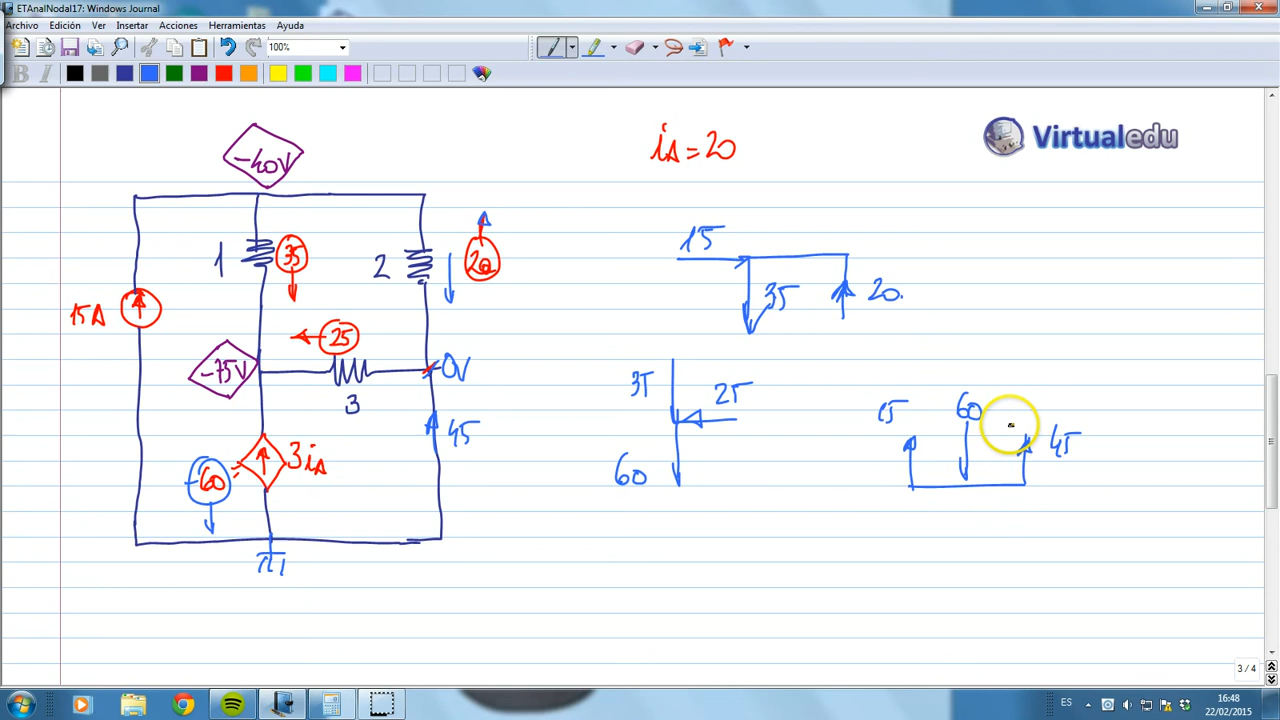 ETAnalNodal17: Windows Journal
Archivo Edición Ver Insertar Acciones Herramientas Ayuda
100%
-40V
iA = 20
Virtualedu
1
35
2
20
15
35
20.
15A
-75V
25
0V
3
45
-60
=
3iA
35
25
60
15
60
45
3 / 4
ES
16:48
22/02/2015